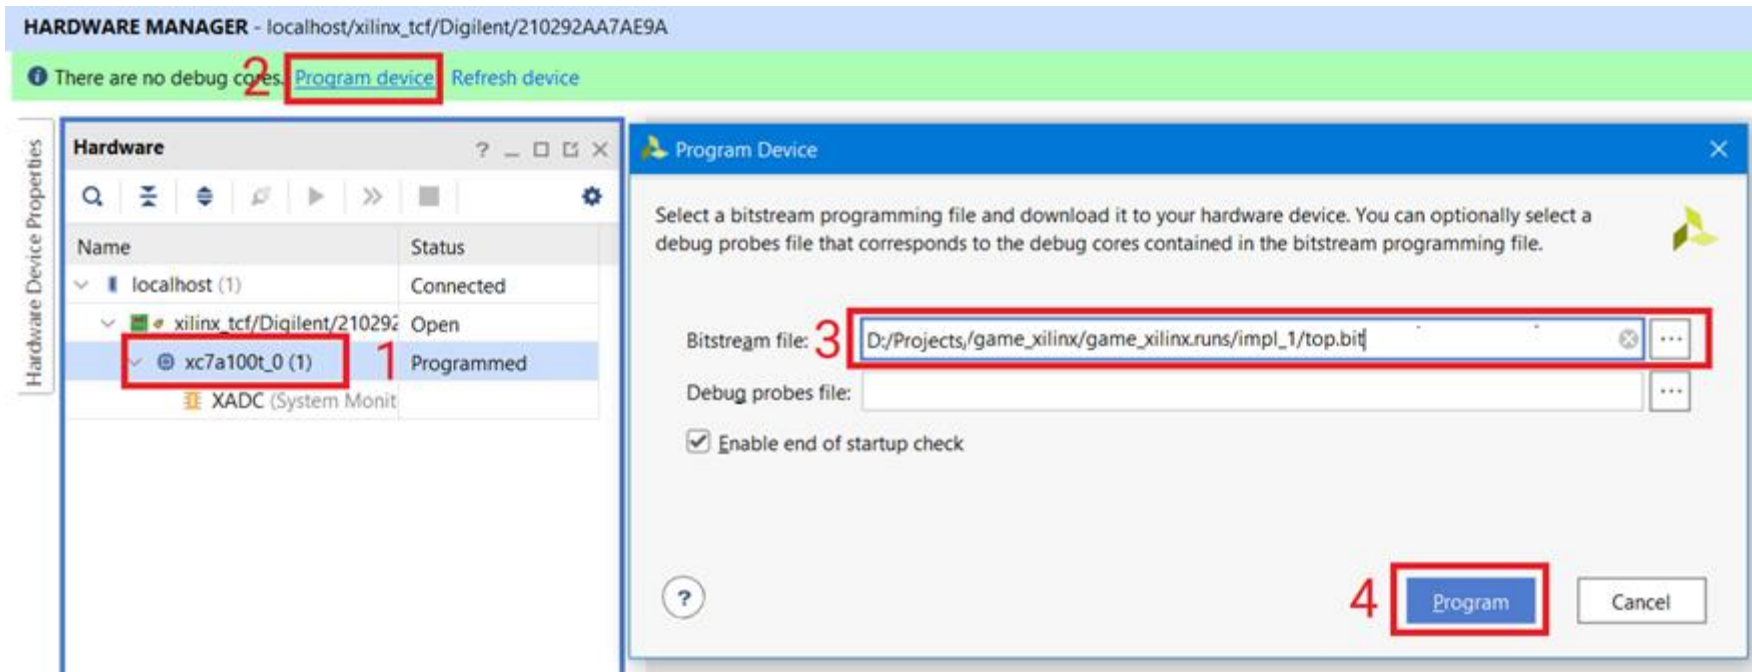 HARDWARE MANAGER - localhost/xilinx_tcf/Digilent/210292AA7AE9A
There are no debug cores. Program device Refresh device
2
Hardware Device Properties
Hardware
Name Status
localhost (1) Connected
xilinx_tcf/Digilent/210292 Open
xc7a100t_0 (1) Programmed
1
XADC (System Monit
Program Device
Select a bitstream programming file and download it to your hardware device. You can optionally select a
debug probes file that corresponds to the debug cores contained in the bitstream programming file.
Bitstream file: D:/Projects/game_xilinx/game_xilinx.runs/impl_1/top.bit ...
3
Debug probes file: ...
Enable end of startup check
?
4
Program Cancel